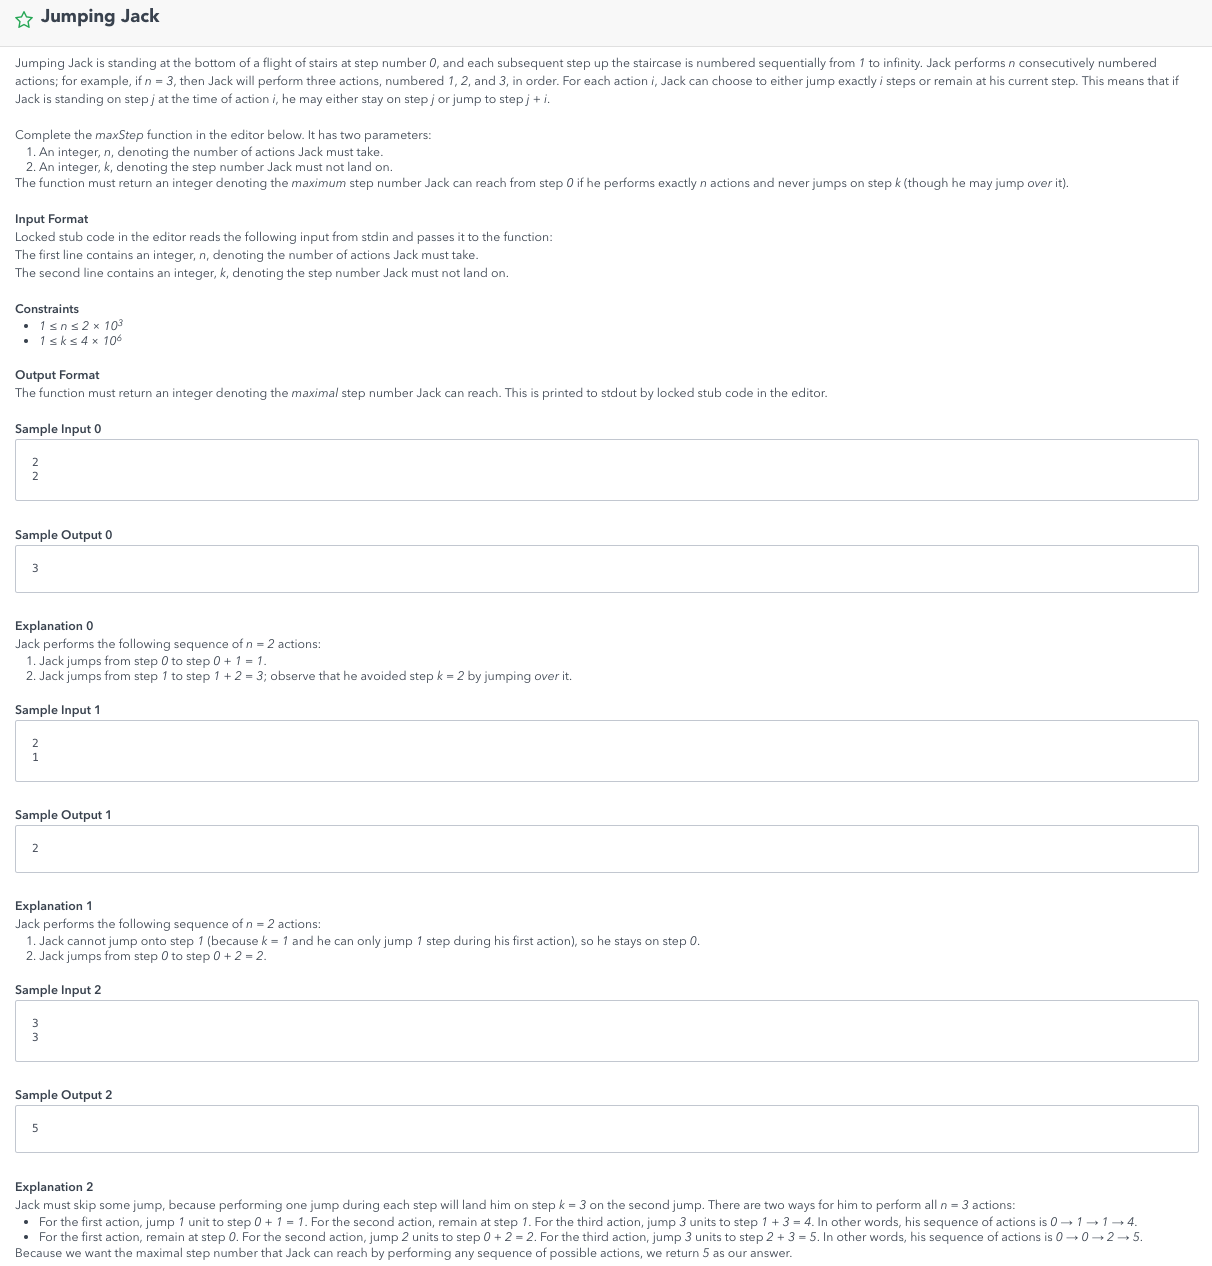 Jumping Jack
Jumping Jack is standing at the bottom of a flight of stairs at step number 0, and each subsequent step up the staircase is numbered sequentially from 1 to infinity. Jack performs n consecutively numbered
actions; for example, if n = 3, then Jack will perform three actions, numbered 1, 2, and 3, in order. For each action i, Jack can choose to either jump exactly i steps or remain at his current step. This means that if
Jack is standing on step j at the time of action i, he may either stay on step j or jump to step j + i.
Complete the maxStep function in the editor below. It has two parameters:
1. An integer, n, denoting the number of actions Jack must take.
2. An integer, k, denoting the step number Jack must not land on.
The function must return an integer denoting the maximum step number Jack can reach from step 0 if he performs exactly n actions and never jumps on step k (though he may jump over it).
Input Format
Locked stub code in the editor reads the following input from stdin and passes it to the function:
The first line contains an integer, n, denoting the number of actions Jack must take.
The second line contains an integer, k, denoting the step number Jack must not land on.
Constraints
• 1 ≤ n ≤ 2 × 10³
• 1 ≤ k ≤ 4 × 10⁶
Output Format
The function must return an integer denoting the maximal step number Jack can reach. This is printed to stdout by locked stub code in the editor.
Sample Input 0
2
2
Sample Output 0
3
Explanation 0
Jack performs the following sequence of n = 2 actions:
1. Jack jumps from step 0 to step 0 + 1 = 1.
2. Jack jumps from step 1 to step 1 + 2 = 3; observe that he avoided step k = 2 by jumping over it.
Sample Input 1
2
1
Sample Output 1
2
Explanation 1
Jack performs the following sequence of n = 2 actions:
1. Jack cannot jump onto step 1 (because k = 1 and he can only jump 1 step during his first action), so he stays on step 0.
2. Jack jumps from step 0 to step 0 + 2 = 2.
Sample Input 2
3
3
Sample Output 2
5
Explanation 2
Jack must skip some jump, because performing one jump during each step will land him on step k = 3 on the second jump. There are two ways for him to perform all n = 3 actions:
• For the first action, jump 1 unit to step 0 + 1 = 1. For the second action, remain at step 1. For the third action, jump 3 units to step 1 + 3 = 4. In other words, his sequence of actions is 0 → 1 → 1 → 4.
• For the first action, remain at step 0. For the second action, jump 2 units to step 0 + 2 = 2. For the third action, jump 3 units to step 2 + 3 = 5. In other words, his sequence of actions is 0 → 0 → 2 → 5.
Because we want the maximal step number that Jack can reach by performing any sequence of possible actions, we return 5 as our answer.